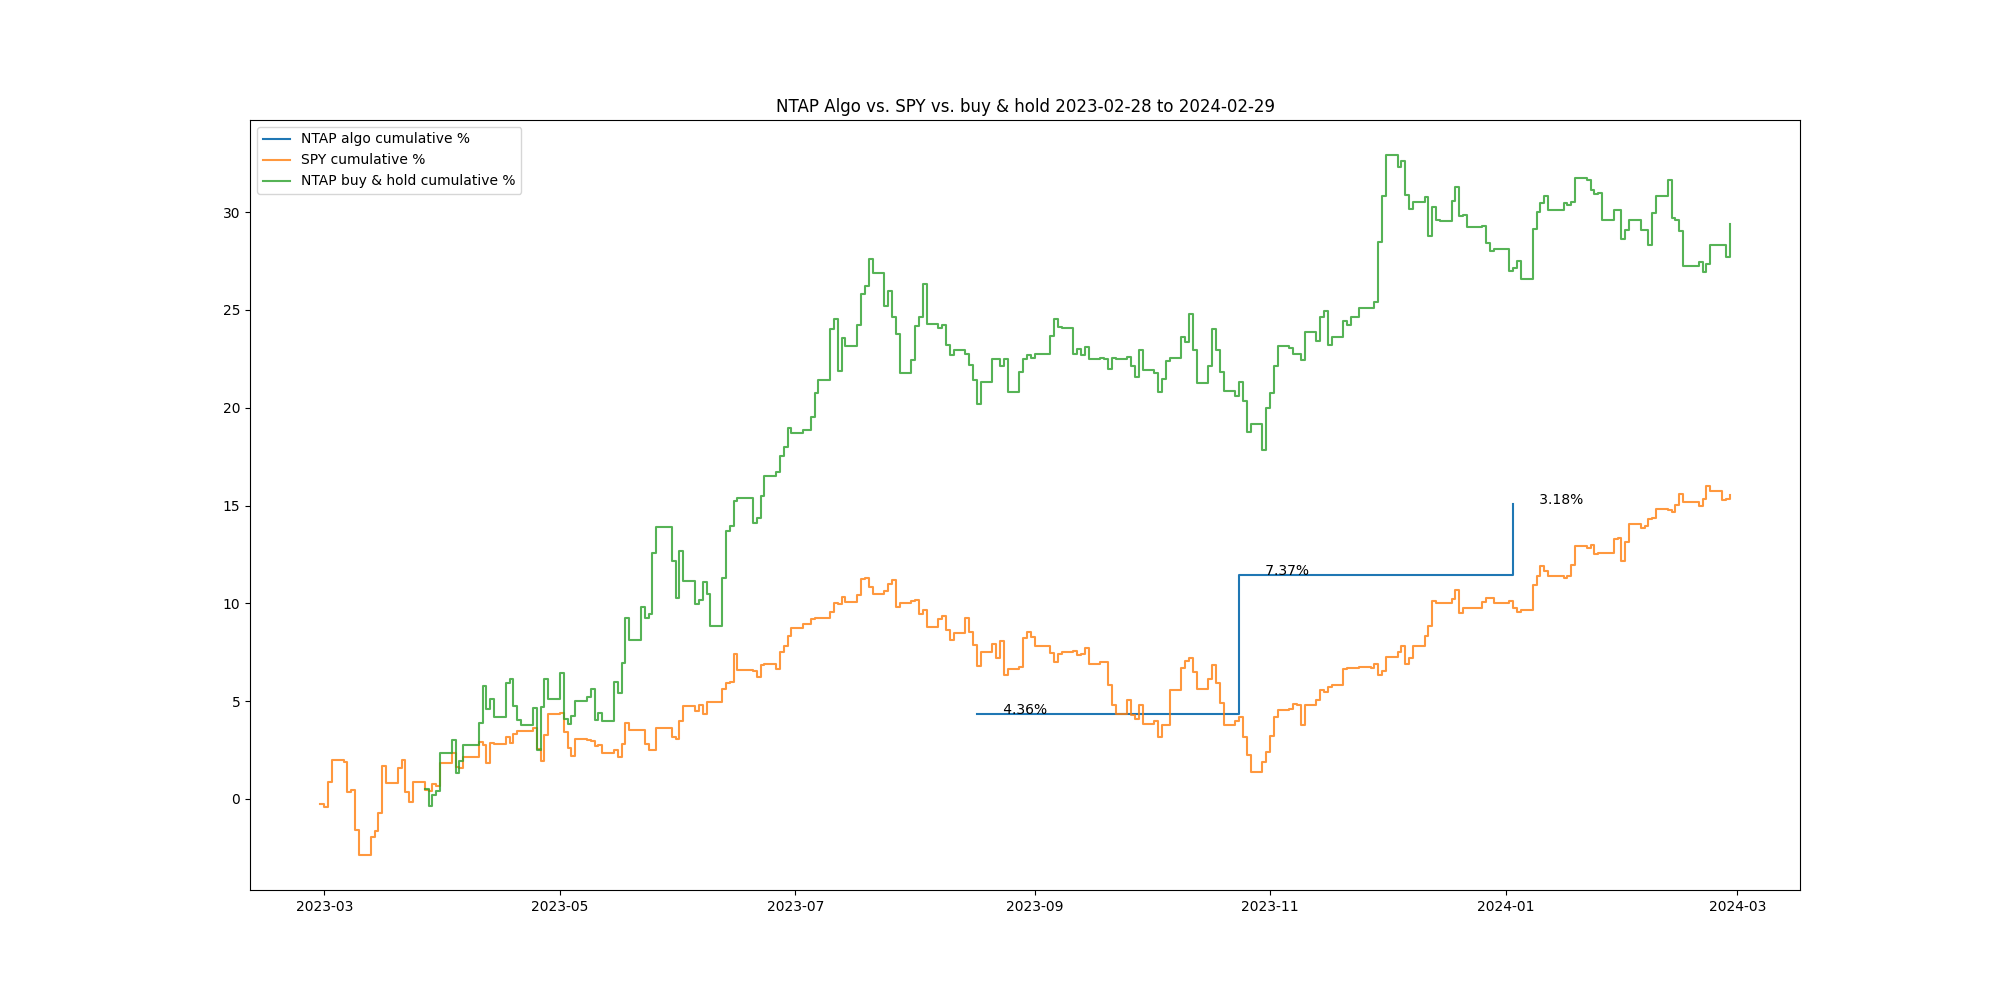 NTAP Algo vs. SPY vs. buy & hold 2023-02-28 to 2024-02-29
NTAP algo cumulative %
SPY cumulative %
NTAP buy & hold cumulative %
30
25
20
15
10
5
0
3.18%
7.37%
4.36%
2023-03 2023-05 2023-07 2023-09 2023-11 2024-01 2024-03